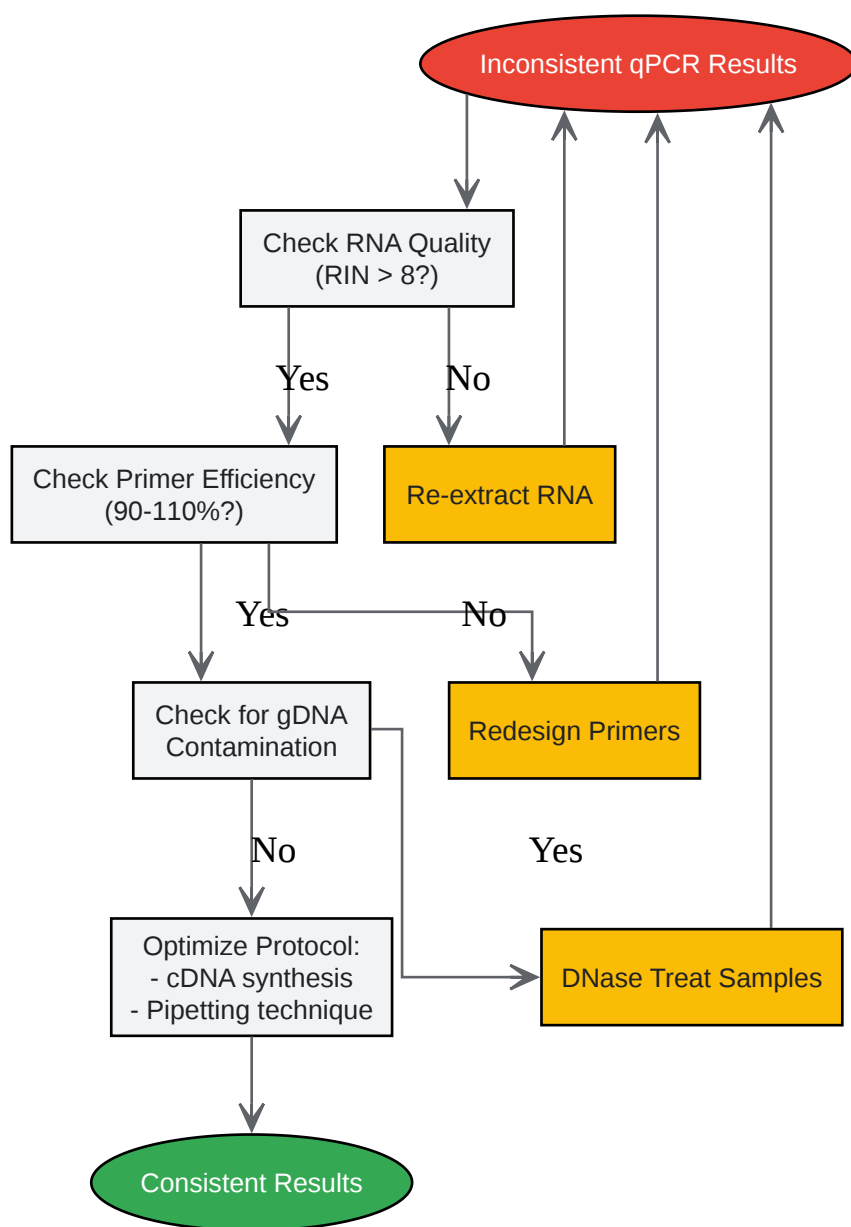 Inconsistent qPCR Results
Check RNA Quality
(RIN > 8?)
Yes
No
Check Primer Efficiency
(90-110%?)
Re-extract RNA
Yes
No
Check for gDNA
Contamination
Redesign Primers
No
Yes
Optimize Protocol:
- cDNA synthesis
- Pipetting technique
DNase Treat Samples
Consistent Results